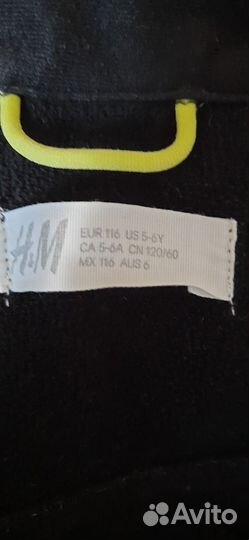 H&M
EUR 116 US 5-6Y
CA 5-6A CN 120/60
MX 116 AUS 6
Avito